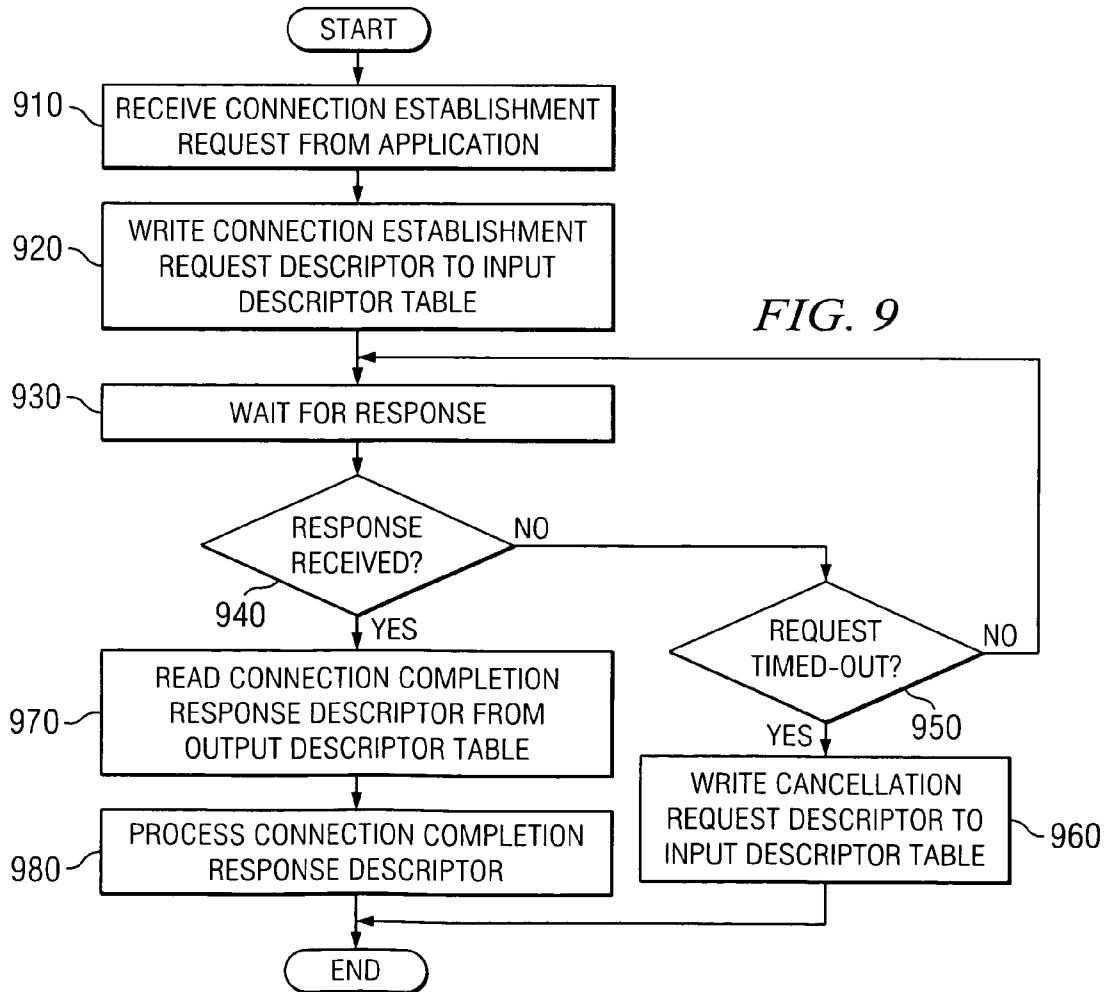 START
910
RECEIVE CONNECTION ESTABLISHMENT
REQUEST FROM APPLICATION
920
WRITE CONNECTION ESTABLISHMENT
REQUEST DESCRIPTOR TO INPUT
DESCRIPTOR TABLE
FIG. 9
930
WAIT FOR RESPONSE
RESPONSE
RECEIVED?
NO
940
YES
REQUEST
TIMED-OUT?
NO
950
YES
970
READ CONNECTION COMPLETION
RESPONSE DESCRIPTOR FROM
OUTPUT DESCRIPTOR TABLE
WRITE CANCELLATION
REQUEST DESCRIPTOR TO
INPUT DESCRIPTOR TABLE
960
980
PROCESS CONNECTION COMPLETION
RESPONSE DESCRIPTOR
END